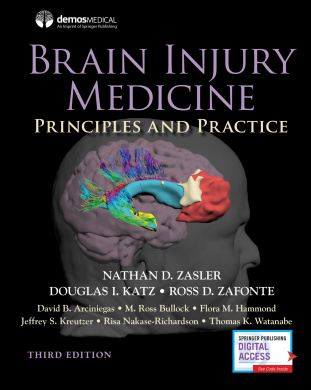 demosMEDICAL
An Imprint of Springer Publishing
BRAIN INJURY
MEDICINE
PRINCIPLES AND PRACTICE
NATHAN D. ZASLER
DOUGLAS I. KATZ • ROSS D. ZAFONTE
David B. Arciniegas • M. Ross Bullock • Flora M. Hammond
Jeffrey S. Kreutzer • Risa Nakase-Richardson • Thomas K. Watanabe
THIRD EDITION
SPRINGER PUBLISHING
DIGITAL
ACCESS
See Code Inside